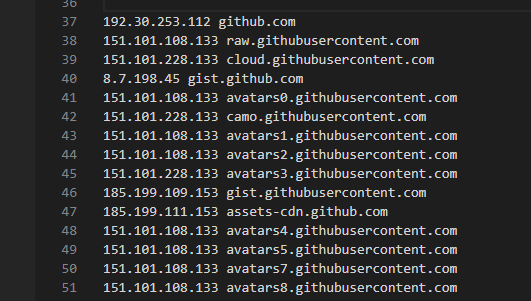 36
37 192.30.253.112 github.com
38 151.101.108.133 raw.githubusercontent.com
39 151.101.228.133 cloud.githubusercontent.com
40 8.7.198.45 gist.github.com
41 151.101.108.133 avatars0.githubusercontent.com
42 151.101.228.133 camo.githubusercontent.com
43 151.101.108.133 avatars1.githubusercontent.com
44 151.101.108.133 avatars2.githubusercontent.com
45 151.101.228.133 avatars3.githubusercontent.com
46 185.199.109.153 gist.githubusercontent.com
47 185.199.111.153 assets-cdn.github.com
48 151.101.108.133 avatars4.githubusercontent.com
49 151.101.108.133 avatars5.githubusercontent.com
50 151.101.108.133 avatars7.githubusercontent.com
51 151.101.108.133 avatars8.githubusercontent.com